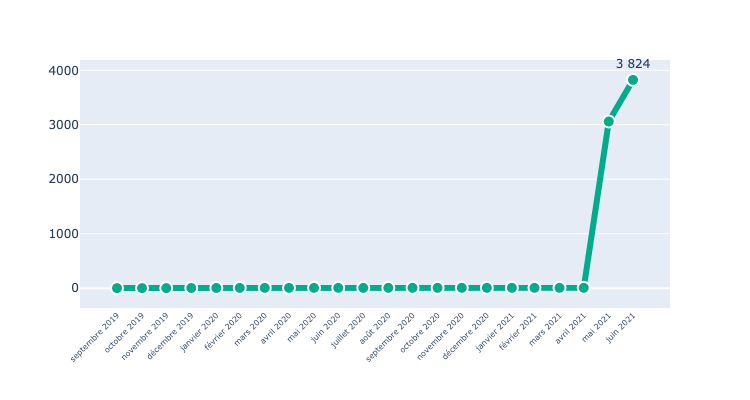 3 824
4000
3000
2000
1000
0
septembre 2019
octobre 2019
novembre 2019
décembre 2019
janvier 2020
février 2020
mars 2020
avril 2020
mai 2020
juin 2020
juillet 2020
août 2020
septembre 2020
octobre 2020
novembre 2020
décembre 2020
janvier 2021
février 2021
mars 2021
avril 2021
mai 2021
juin 2021